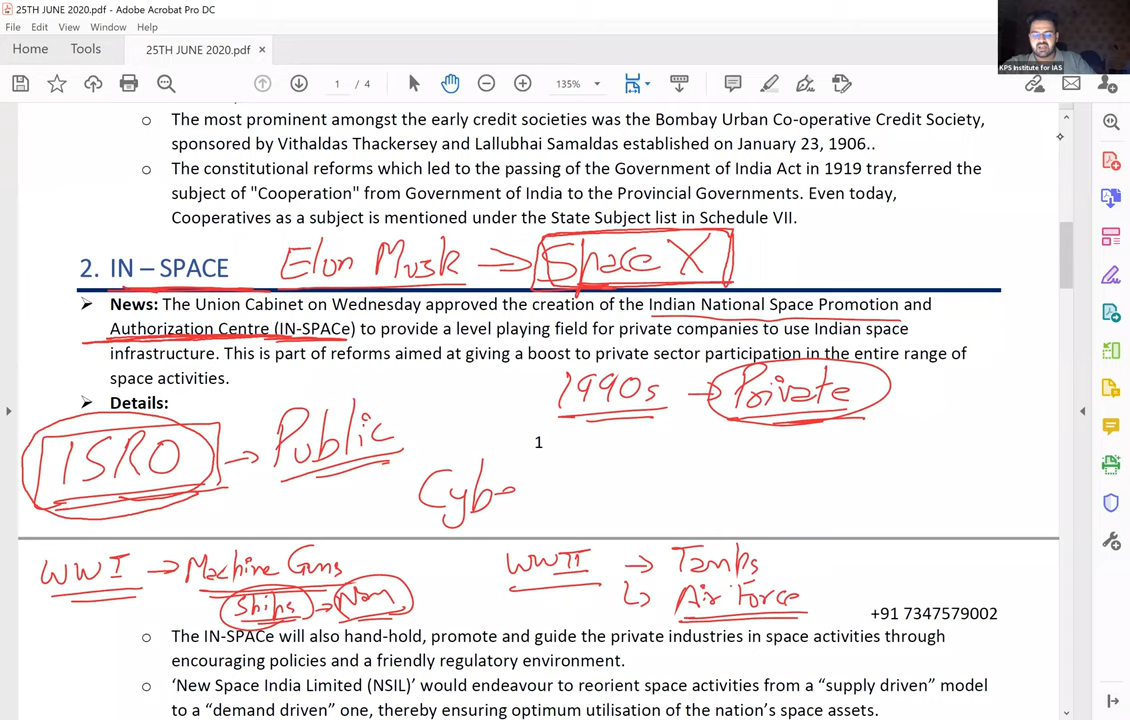 25TH JUNE 2020.pdf - Adobe Acrobat Pro DC
File Edit View Window Help
Home Tools 25TH JUNE 2020.pdf ×
KPS Institute for IAS
1 / 4 135%
The most prominent amongst the early credit societies was the Bombay Urban Co-operative Credit Society,
sponsored by Vithaldas Thackersey and Lallubhai Samaldas established on January 23, 1906..
The constitutional reforms which led to the passing of the Government of India Act in 1919 transferred the
subject of "Cooperation" from Government of India to the Provincial Governments. Even today,
Cooperatives as a subject is mentioned under the State Subject list in Schedule VII.
2. IN – SPACE Elon Musk → Space X
News: The Union Cabinet on Wednesday approved the creation of the Indian National Space Promotion and
Authorization Centre (IN-SPACe) to provide a level playing field for private companies to use Indian space
infrastructure. This is part of reforms aimed at giving a boost to private sector participation in the entire range of
space activities.
1990s → Private
Details:
ISRO → Public
1
Cybe
WWI → Machine Guns
WWII → Tanks
Ships →
Air Force
+91 7347579002
The IN-SPACe will also hand-hold, promote and guide the private industries in space activities through
encouraging policies and a friendly regulatory environment.
‘New Space India Limited (NSIL)’ would endeavour to reorient space activities from a “supply driven” model
to a “demand driven” one, thereby ensuring optimum utilisation of the nation’s space assets.